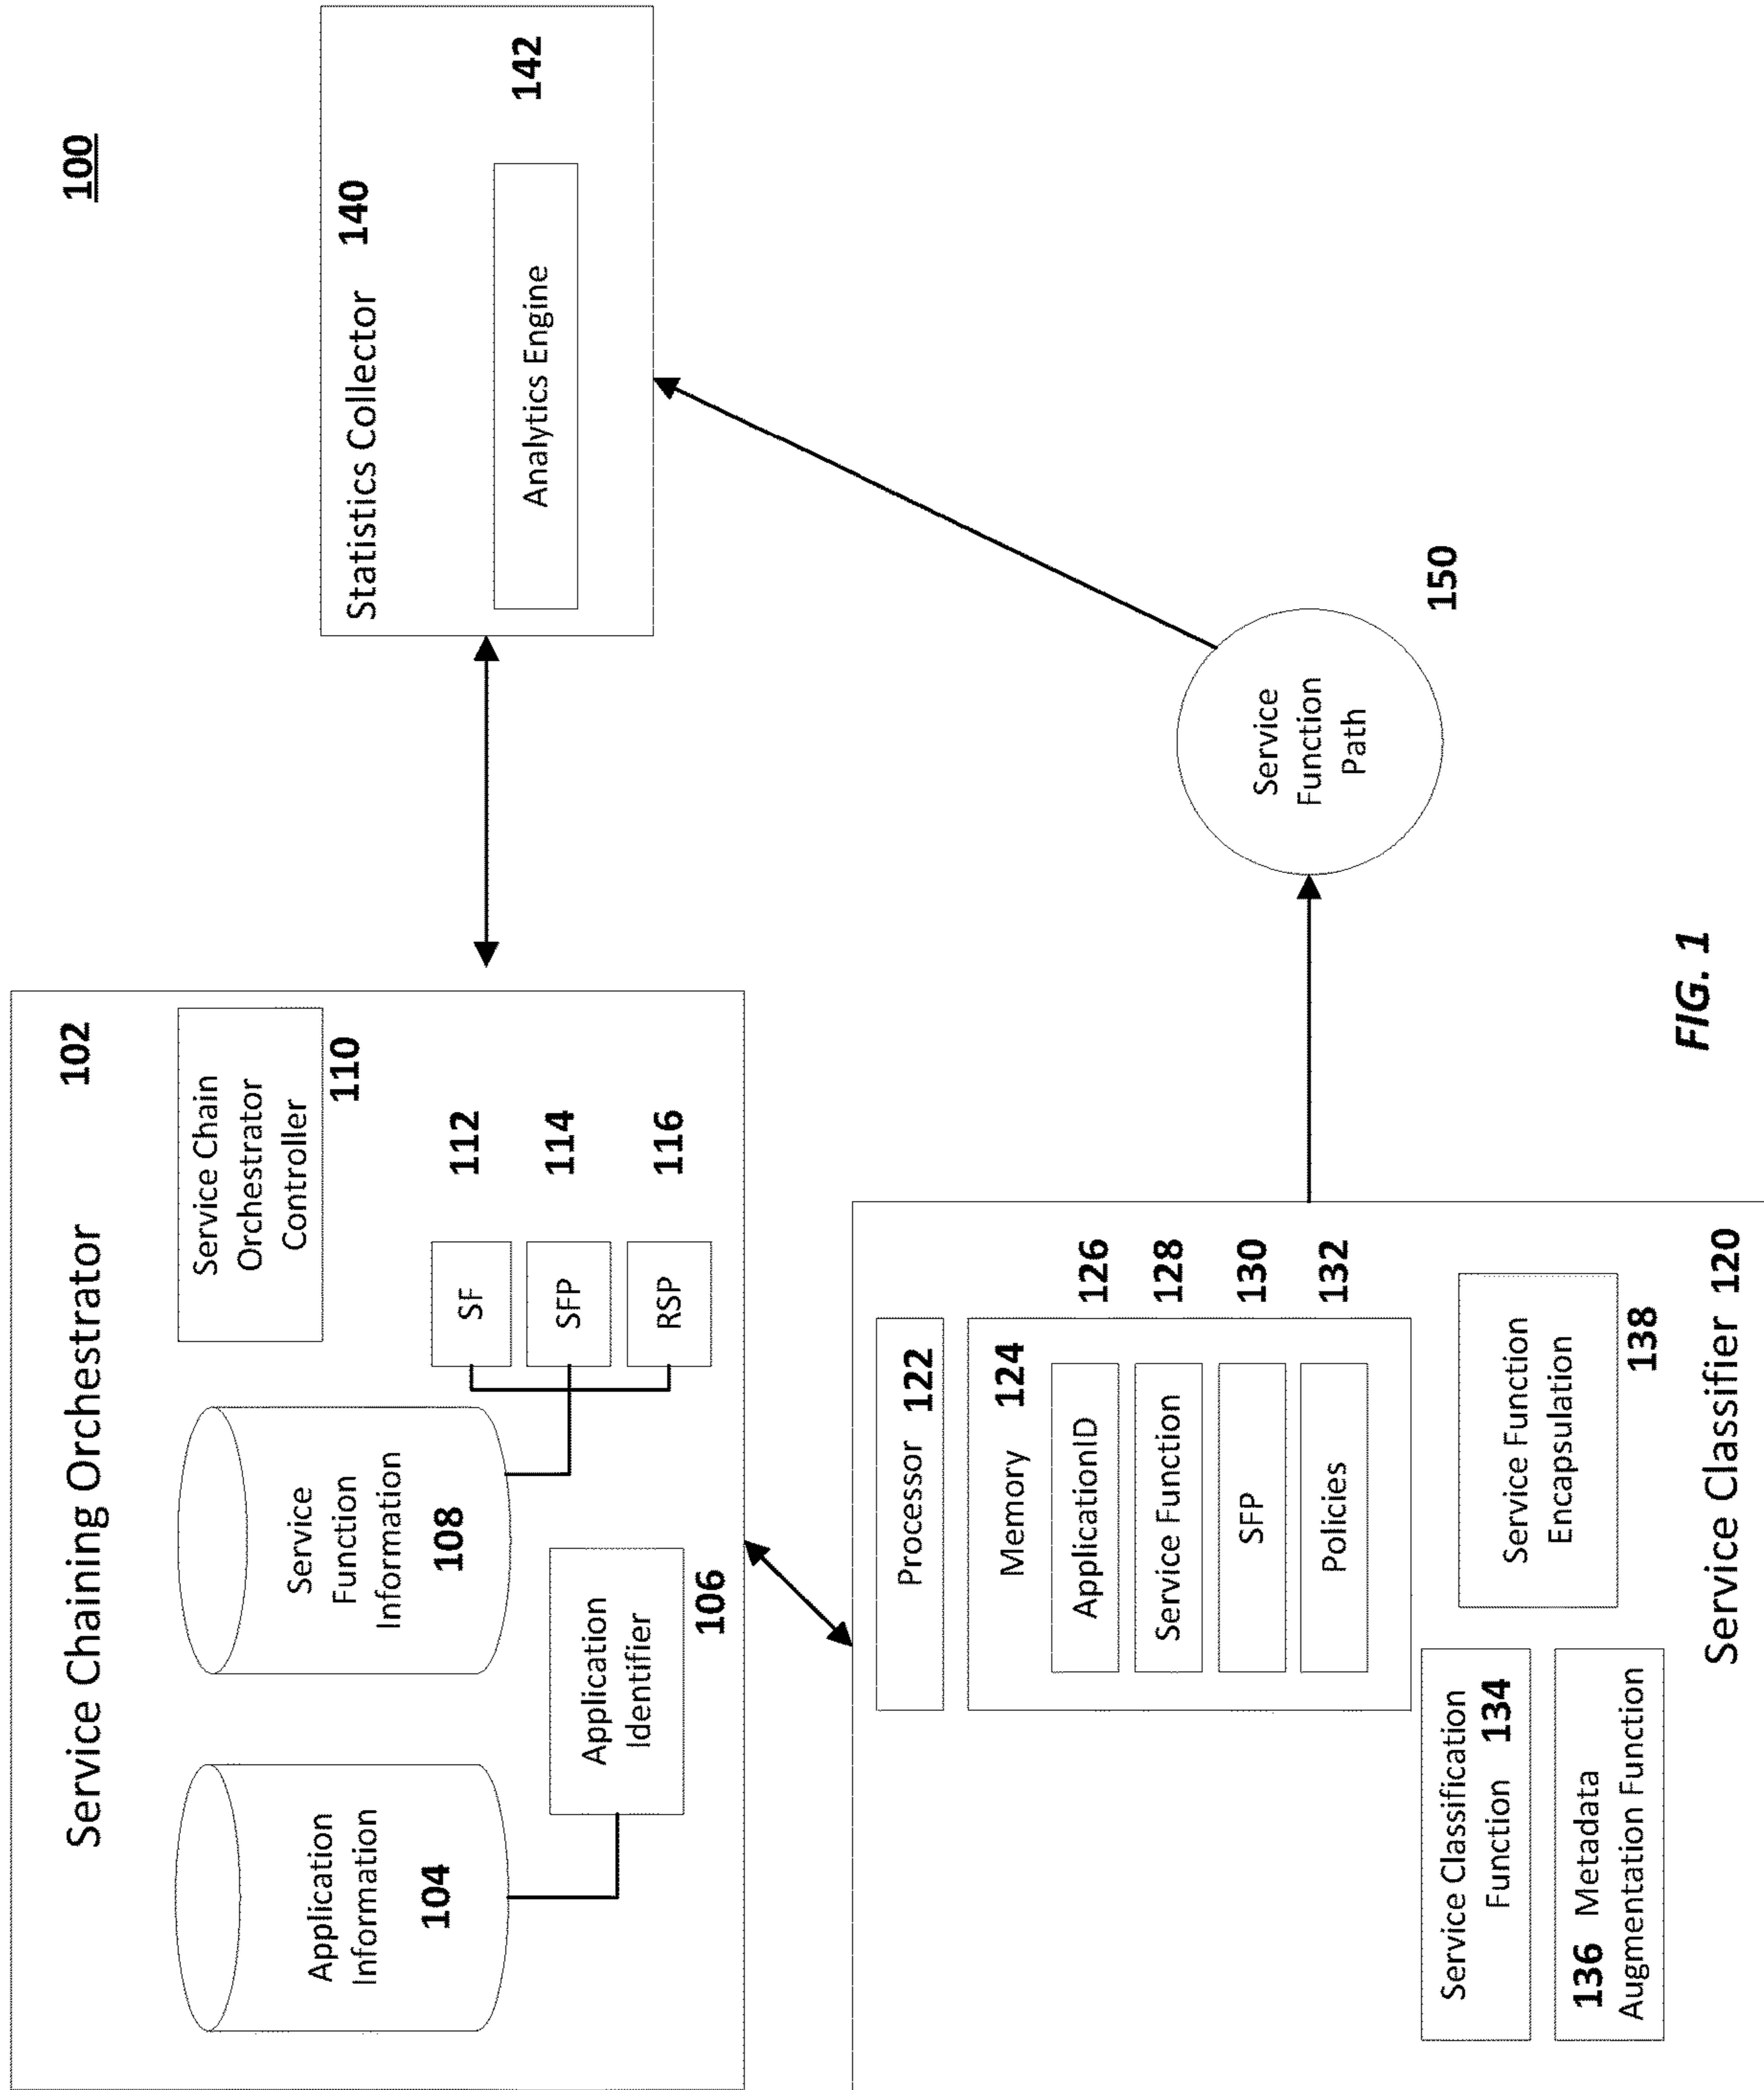 100
Service Chaining Orchestrator
102
Application
Information
104
Service
Function
Information
108
Service Chain
Orchestrator
Controller
110
Application
Identifier
106
SF
112
SFP
114
RSP
116
Statistics Collector 140
Analytics Engine
142
Processor 122
Memory 124
ApplicationID
126
Service Function
128
SFP
130
Policies
132
Service Classification
Function 134
136 Metadata
Augmentation Function
Service Function
Encapsulation
138
Service Classifier 120
Service
Function
Path
150
FIG. 1